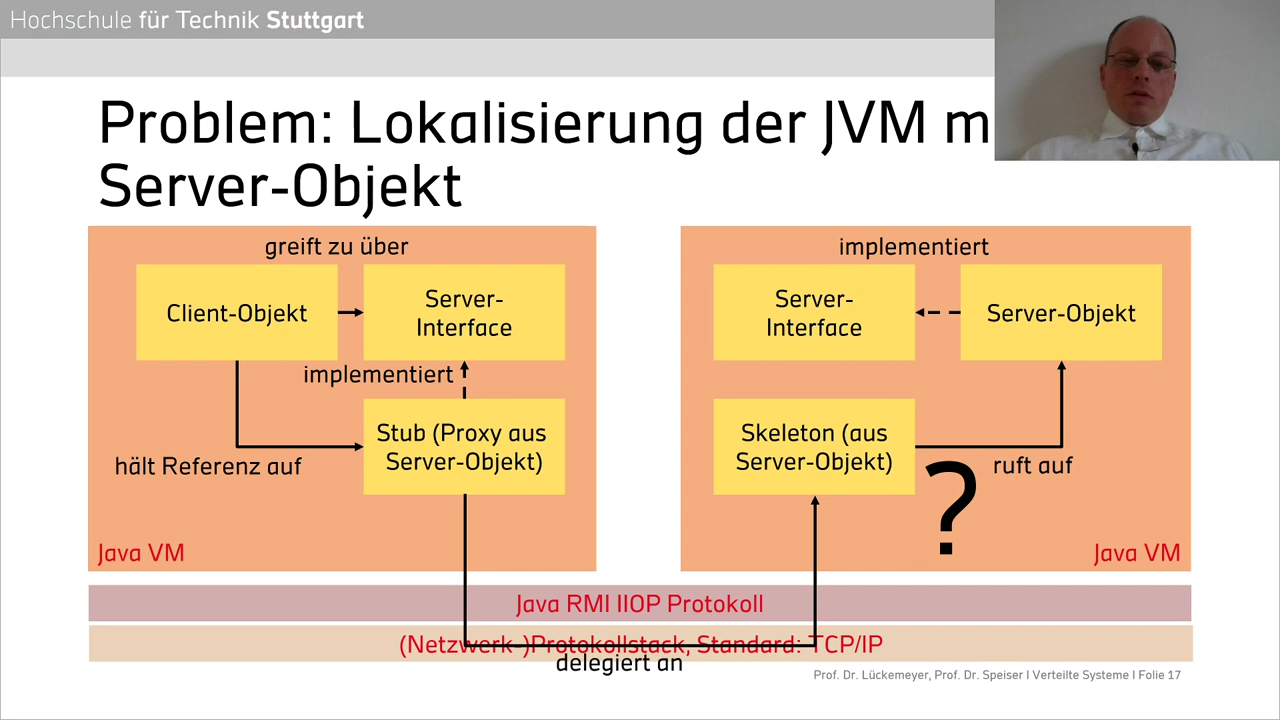 Hochschule für Technik Stuttgart
Problem: Lokalisierung der JVM m
Server-Objekt
greift zu über
implementiert
Client-Objekt
Server-
Interface
Server-
Interface
Server-Objekt
implementiert
Stub (Proxy aus
Server-Objekt)
Skeleton (aus
Server-Objekt)
hält Referenz auf
?
ruft auf
Java VM
Java VM
Java RMI IIOP Protokoll
(Netzwerk-)Protokollstack, Standard: TCP/IP
delegiert an
Prof. Dr. Lückemeyer, Prof. Dr. Speiser I Verteilte Systeme I Folie 17